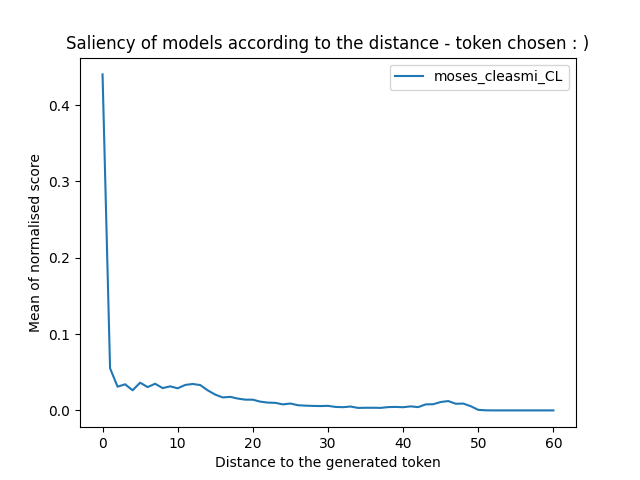 Saliency of models according to the distance - token chosen : )
moses_cleasmi_CL
Mean of normalised score
0.4
0.3
0.2
0.1
0.0
0 10 20 30 40 50 60
Distance to the generated token